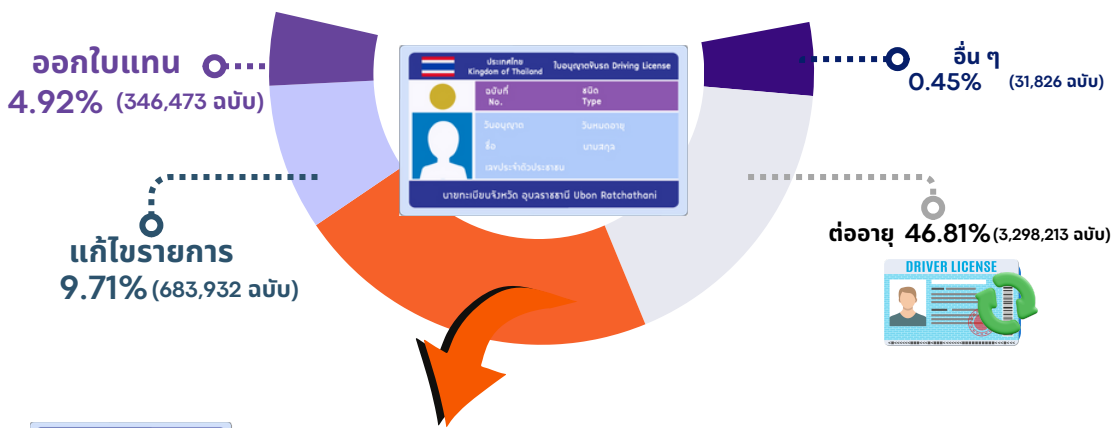 ออกใบแทน
4.92% (346,473 ฉบับ)
แก้ไขรายการ
9.71% (683,932 ฉบับ)
ประเทศไทย
Kingdom of Thailand
ใบอนุญาตขับรถ Driving License
ฉบับที่
No.
ชนิด
Type
วันอนุญาต
วันหมดอายุ
ชื่อ
นามสกุล
เลขประจำตัวประชาชน
นายทะเบียนจังหวัด อุบลราชธานี Ubon Ratchathani
อื่น ๆ
0.45% (31,826 ฉบับ)
ต่ออายุ 46.81% (3,298,213 ฉบับ)
DRIVER LICENSE